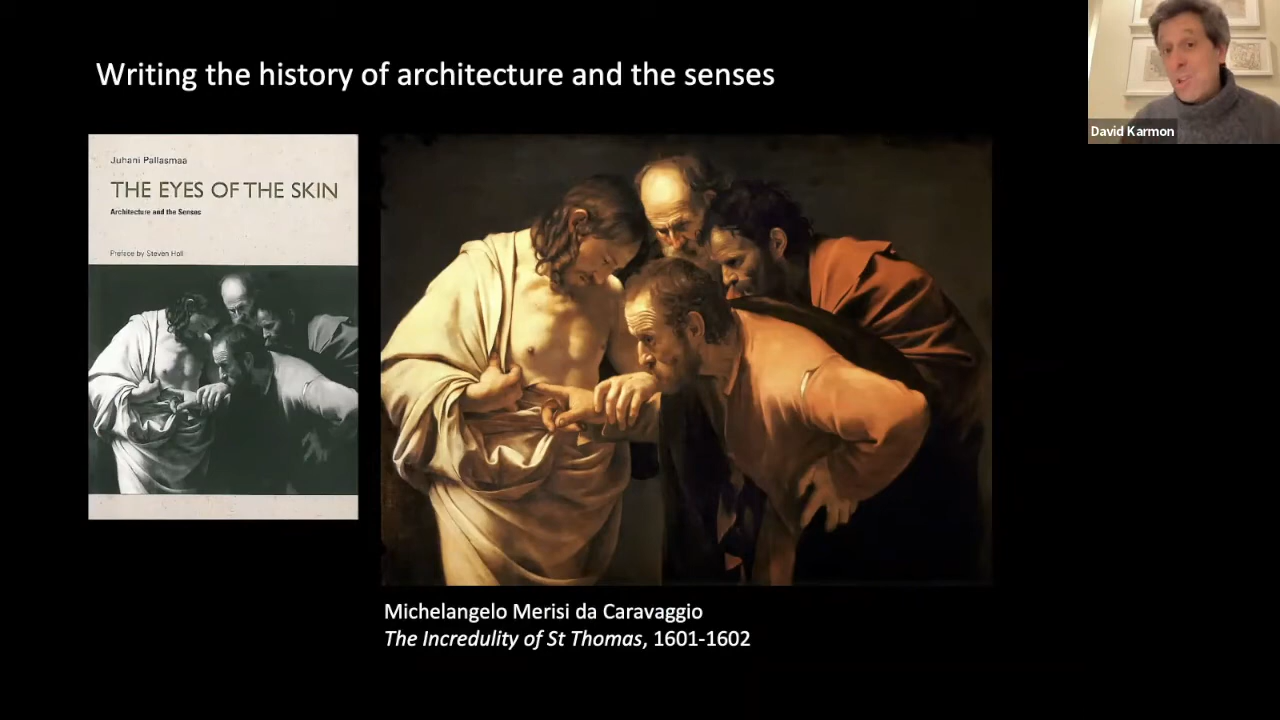 Writing the history of architecture and the senses
Juhani Pallasmaa
THE EYES OF THE SKIN
Architecture and the Senses
Preface by Steven Holl
Michelangelo Merisi da Caravaggio
The Incredulity of St Thomas, 1601-1602
David Karmon